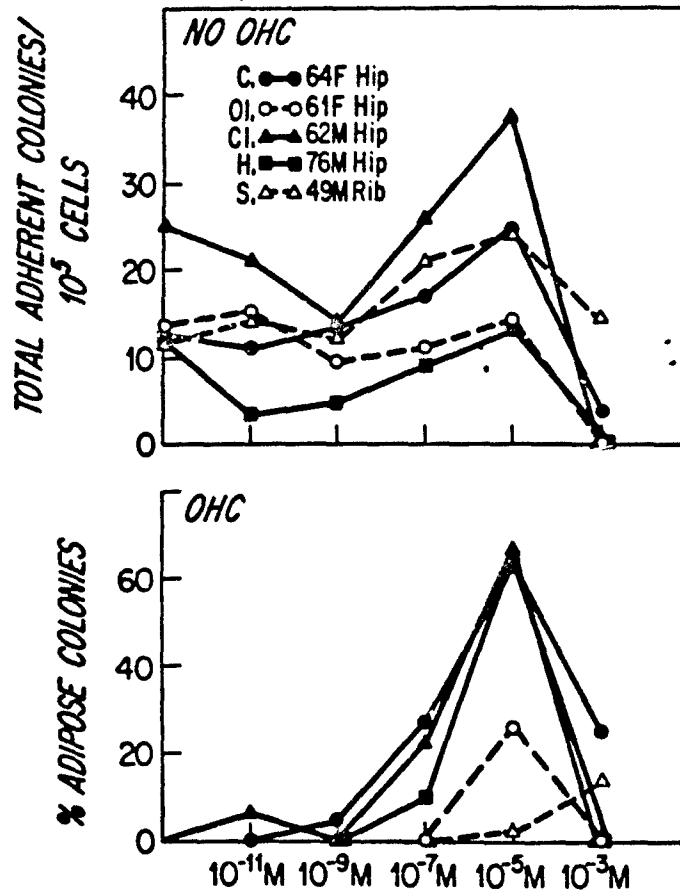 NO OHC
C. 64F Hip
Ol. 61F Hip
Cl. 62M Hip
H. 76M Hip
S. 49M Rib
TOTAL ADHERENT COLONIES/
10⁵ CELLS
40
30
20
10
0
OHC
% ADIPOSE COLONIES
60
40
20
0
10⁻¹¹M 10⁻⁹M 10⁻⁷M 10⁻⁵M 10⁻³M